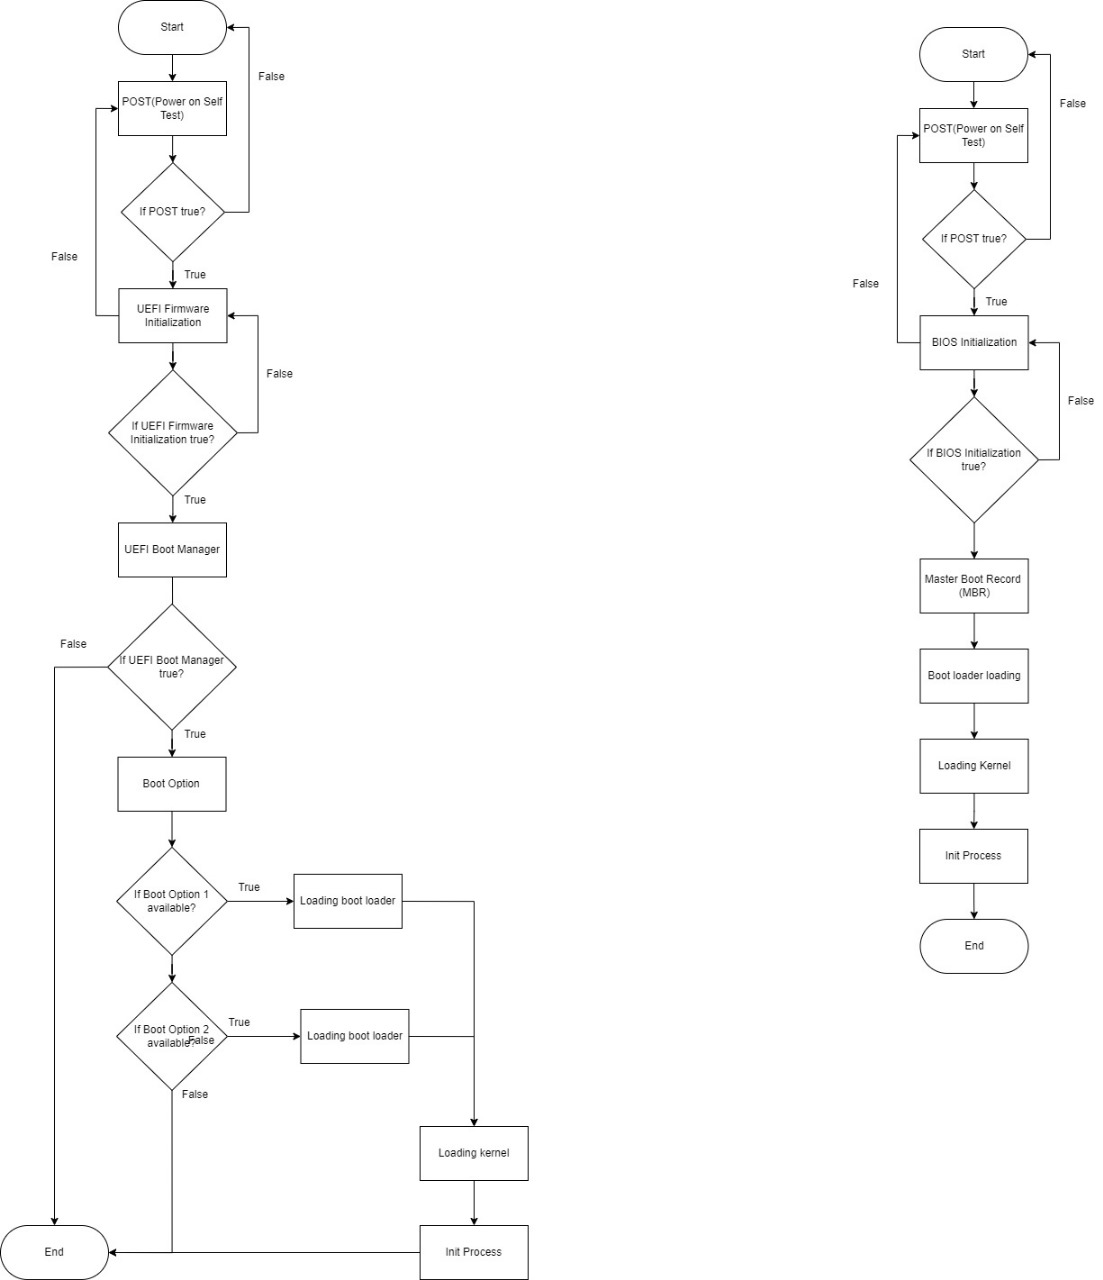 Start
False
POST(Power on Self
Test)
If POST true?
False
True
UEFI Firmware
Initialization
False
If UEFI Firmware
Initialization true?
True
UEFI Boot Manager
False
If UEFI Boot Manager
true?
True
Boot Option
If Boot Option 1
available?
True
Loading boot loader
If Boot Option 2
available?
False
True
Loading boot loader
False
Loading kernel
Init Process
End
Start
False
POST(Power on Self
Test)
If POST true?
False
True
BIOS Initialization
False
If BIOS Initialization
true?
Master Boot Record
(MBR)
Boot loader loading
Loading Kernel
Init Process
End